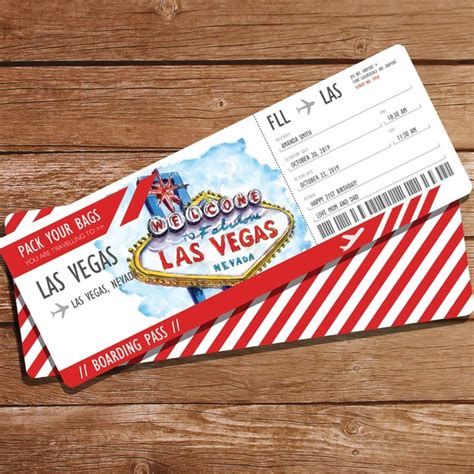 PACK YOUR BAGS
YOU ARE TRAVELLING TO >>
LAS VEGAS
LAS VEGAS, NEVADA
// BOARDING PASS //
WELCOME
to Fabulous
LAS VEGAS
NEVADA
FLL LAS
AMANDA SMITH
OCTOBER 20, 2019
10:30 AM
OCTOBER 21, 2019
11:30 AM
HAPPY 21ST BIRTHDAY!
LOVE MOM AND DAD